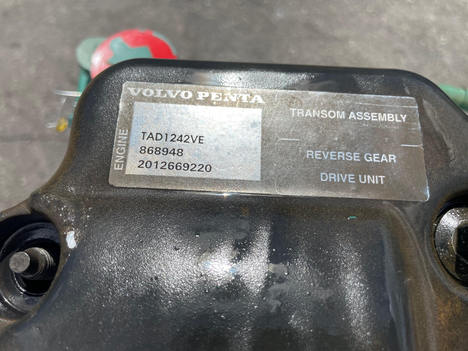 VOLVO PENTA
ENGINE
TAD1242VE
868948
2012669220
TRANSOM ASSEMBLY
REVERSE GEAR
DRIVE UNIT